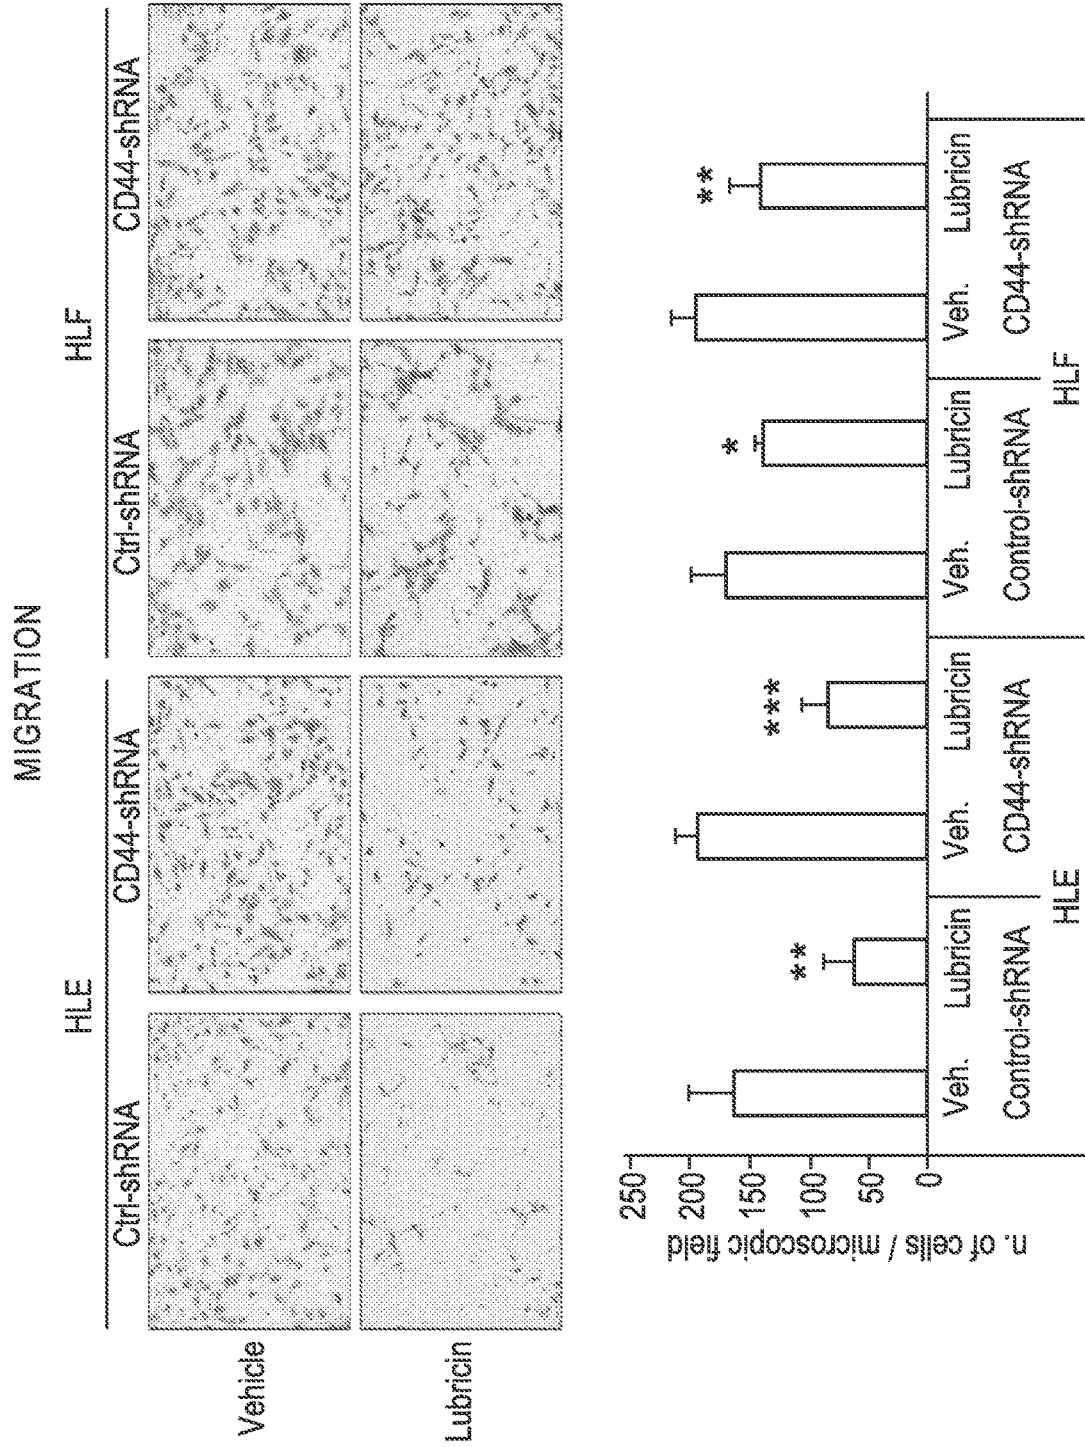 MIGRATION
HLE HLF
Ctrl-shRNA CD44-shRNA Ctrl-shRNA CD44-shRNA
Vehicle
Lubricin
n. of cells / microscopic field
250
200
150
100
50
0
** *** * **
Veh. Lubricin Veh. Lubricin Veh. Lubricin Veh. Lubricin
Control-shRNA CD44-shRNA Control-shRNA CD44-shRNA
HLE HLF